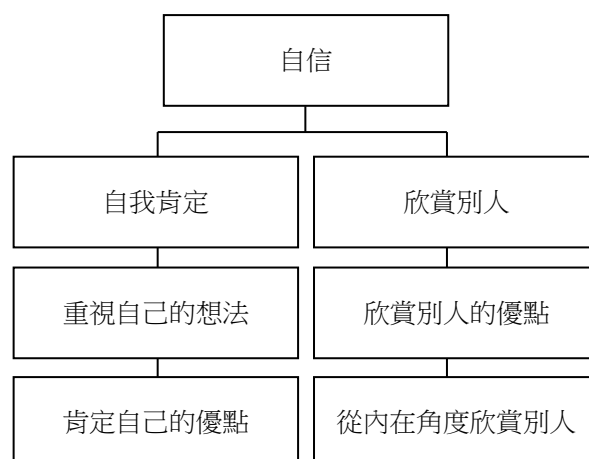 自信
自我肯定
欣賞別人
重視自己的想法
欣賞別人的優點
肯定自己的優點
從內在角度欣賞別人